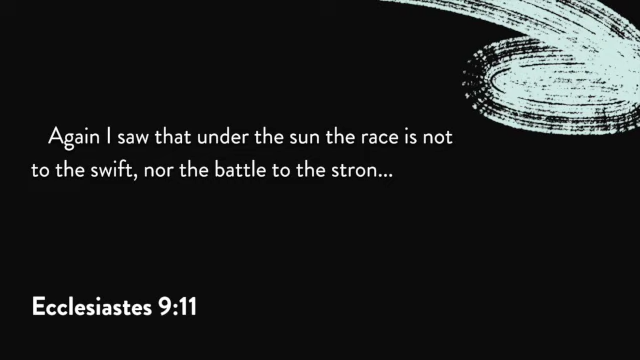 Again I saw that under the sun the race is not
to the swift, nor the battle to the stron...
Ecclesiastes 9:11